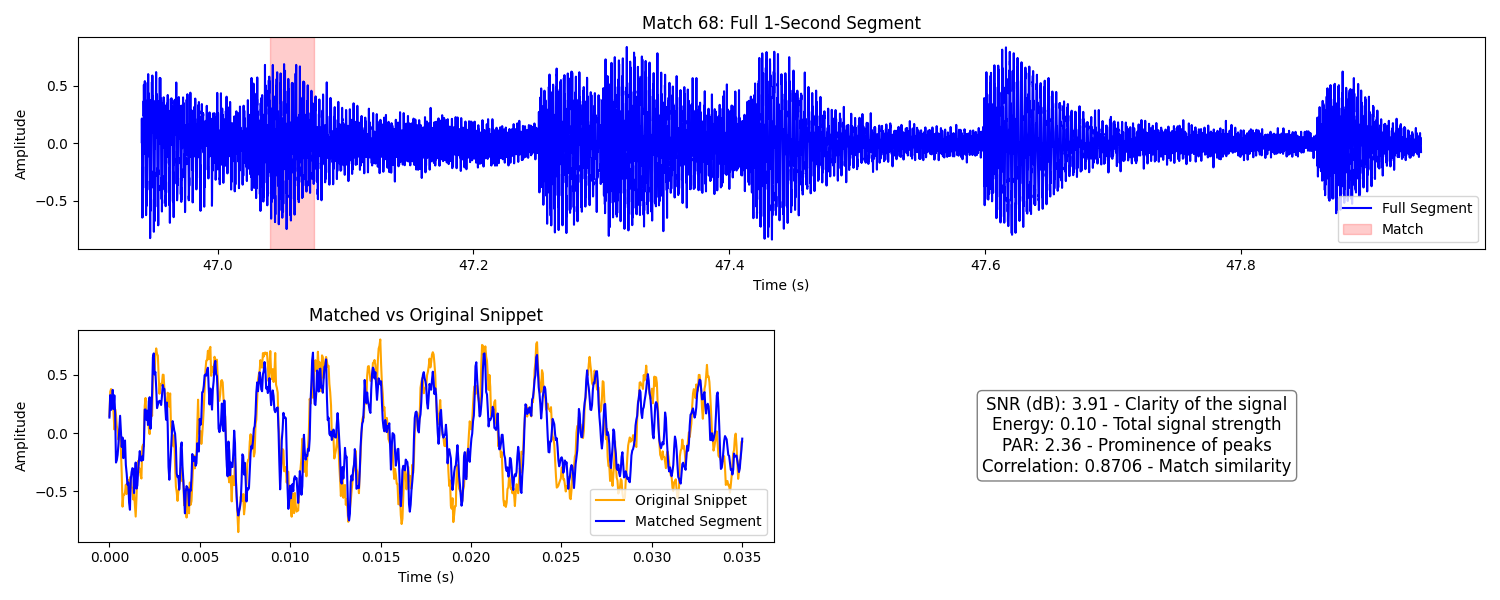 Match 68: Full 1-Second Segment
Amplitude
0.5
0.0
−0.5
Full Segment
Match
47.0 47.2 47.4 47.6 47.8
Time (s)
Matched vs Original Snippet
Amplitude
0.5
0.0
−0.5
Original Snippet
Matched Segment
0.000 0.005 0.010 0.015 0.020 0.025 0.030 0.035
Time (s)
SNR (dB): 3.91 - Clarity of the signal
Energy: 0.10 - Total signal strength
PAR: 2.36 - Prominence of peaks
Correlation: 0.8706 - Match similarity